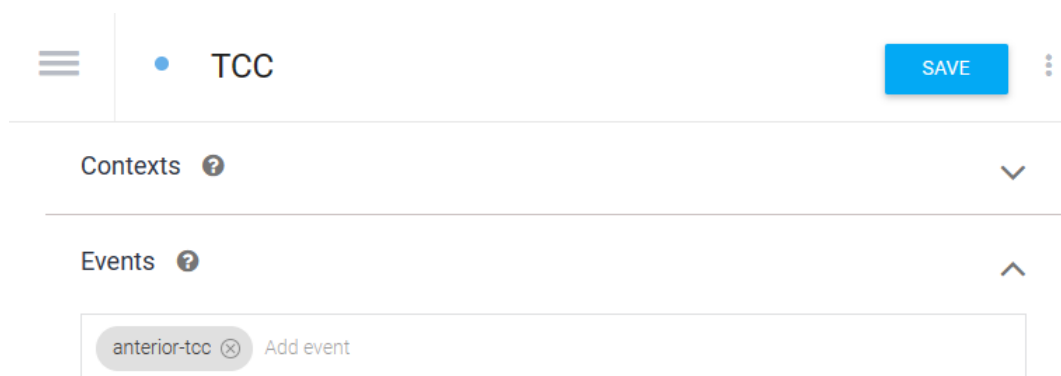 TCC
SAVE
Contexts
Events
anterior-tcc Add event